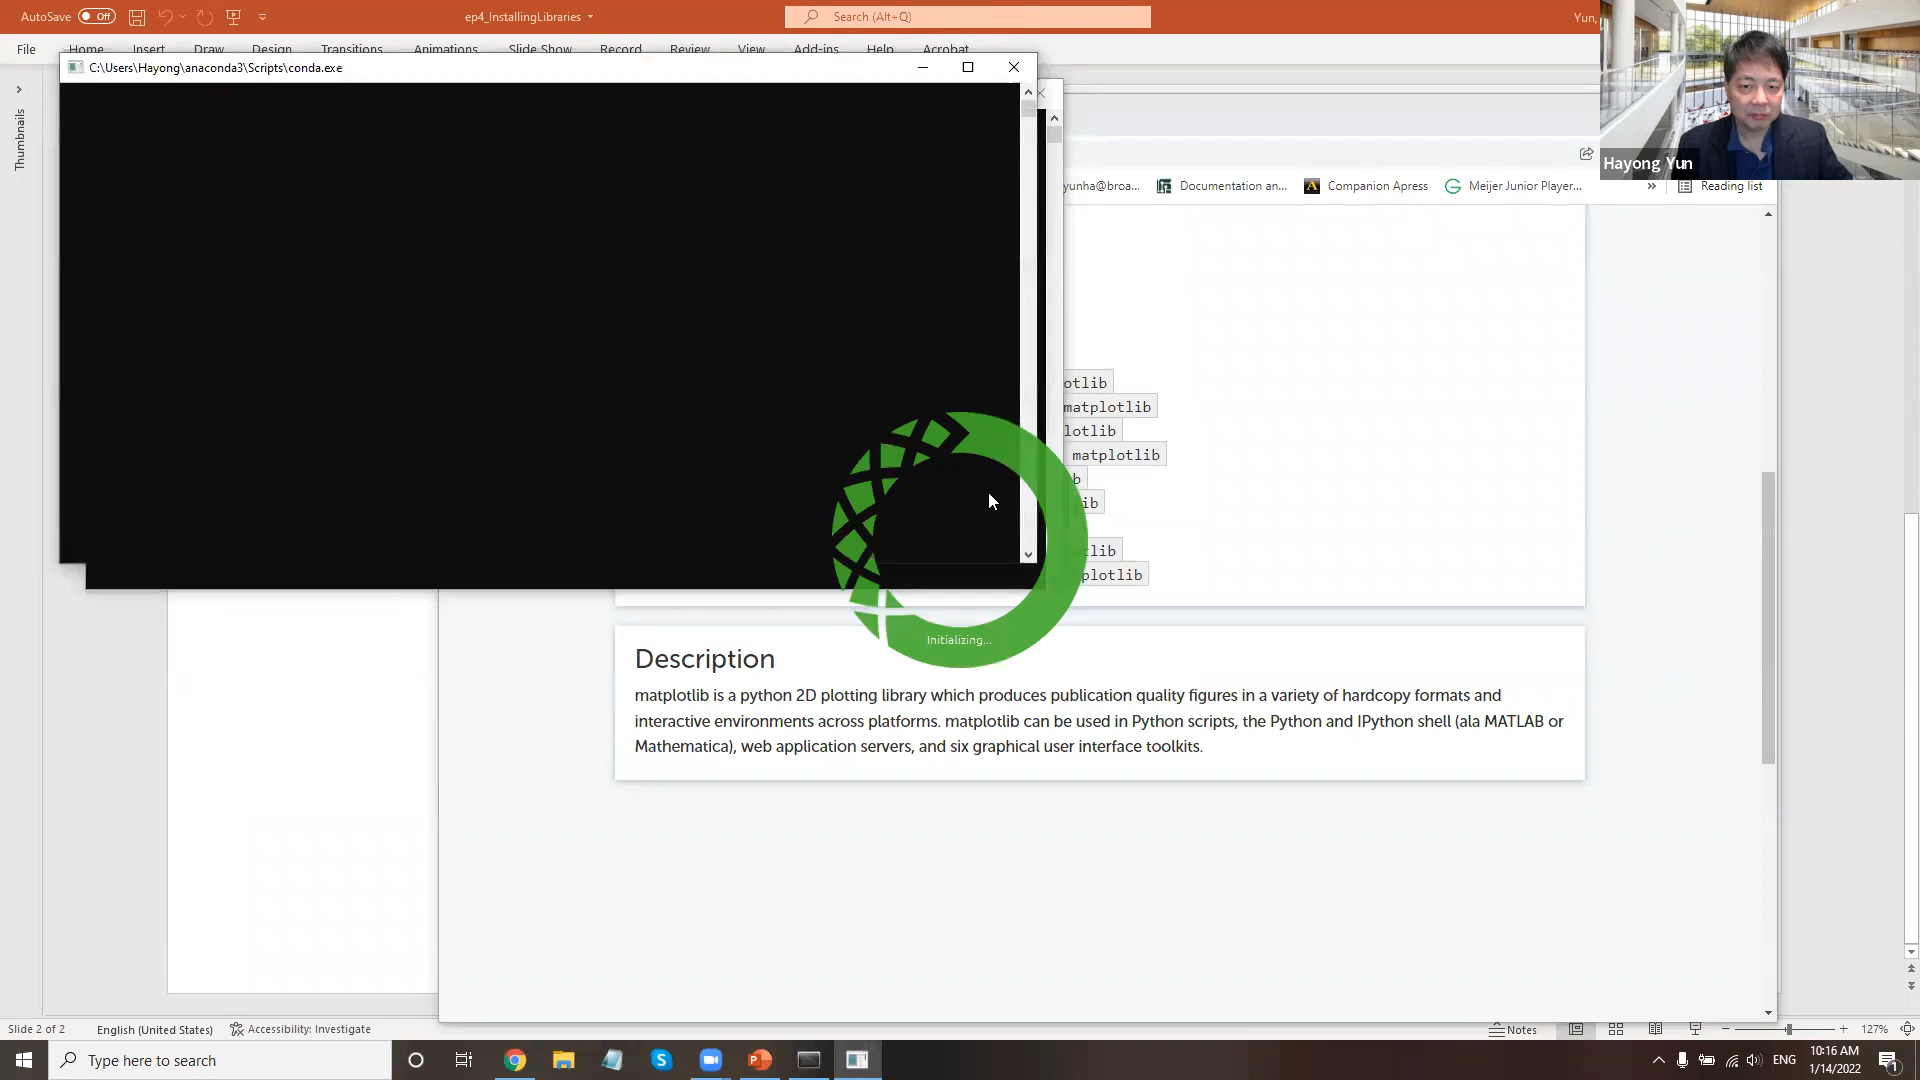 AutoSave Off ep4_InstallingLibraries Search (Alt+Q) Yun,
File Home Insert Draw Design Transitions Animations Slide Show Record Review View Add-ins Help Acrobat
C:\Users\Hayong\anaconda3\Scripts\conda.exe
Thumbnails
Hayong Yun
yunha@broa... Documentation an... Companion Apress Meijer Junior Player... » Reading list
otlib
matplotlib
lotlib
matplotlib
b
ib
lib
plotlib
Initializing...
Description
matplotlib is a python 2D plotting library which produces publication quality figures in a variety of hardcopy formats and
interactive environments across platforms. matplotlib can be used in Python scripts, the Python and IPython shell (ala MATLAB or
Mathematica), web application servers, and six graphical user interface toolkits.
Slide 2 of 2 English (United States) Accessibility: Investigate Notes 127%
Type here to search ENG 10:16 AM
1/14/2022
1